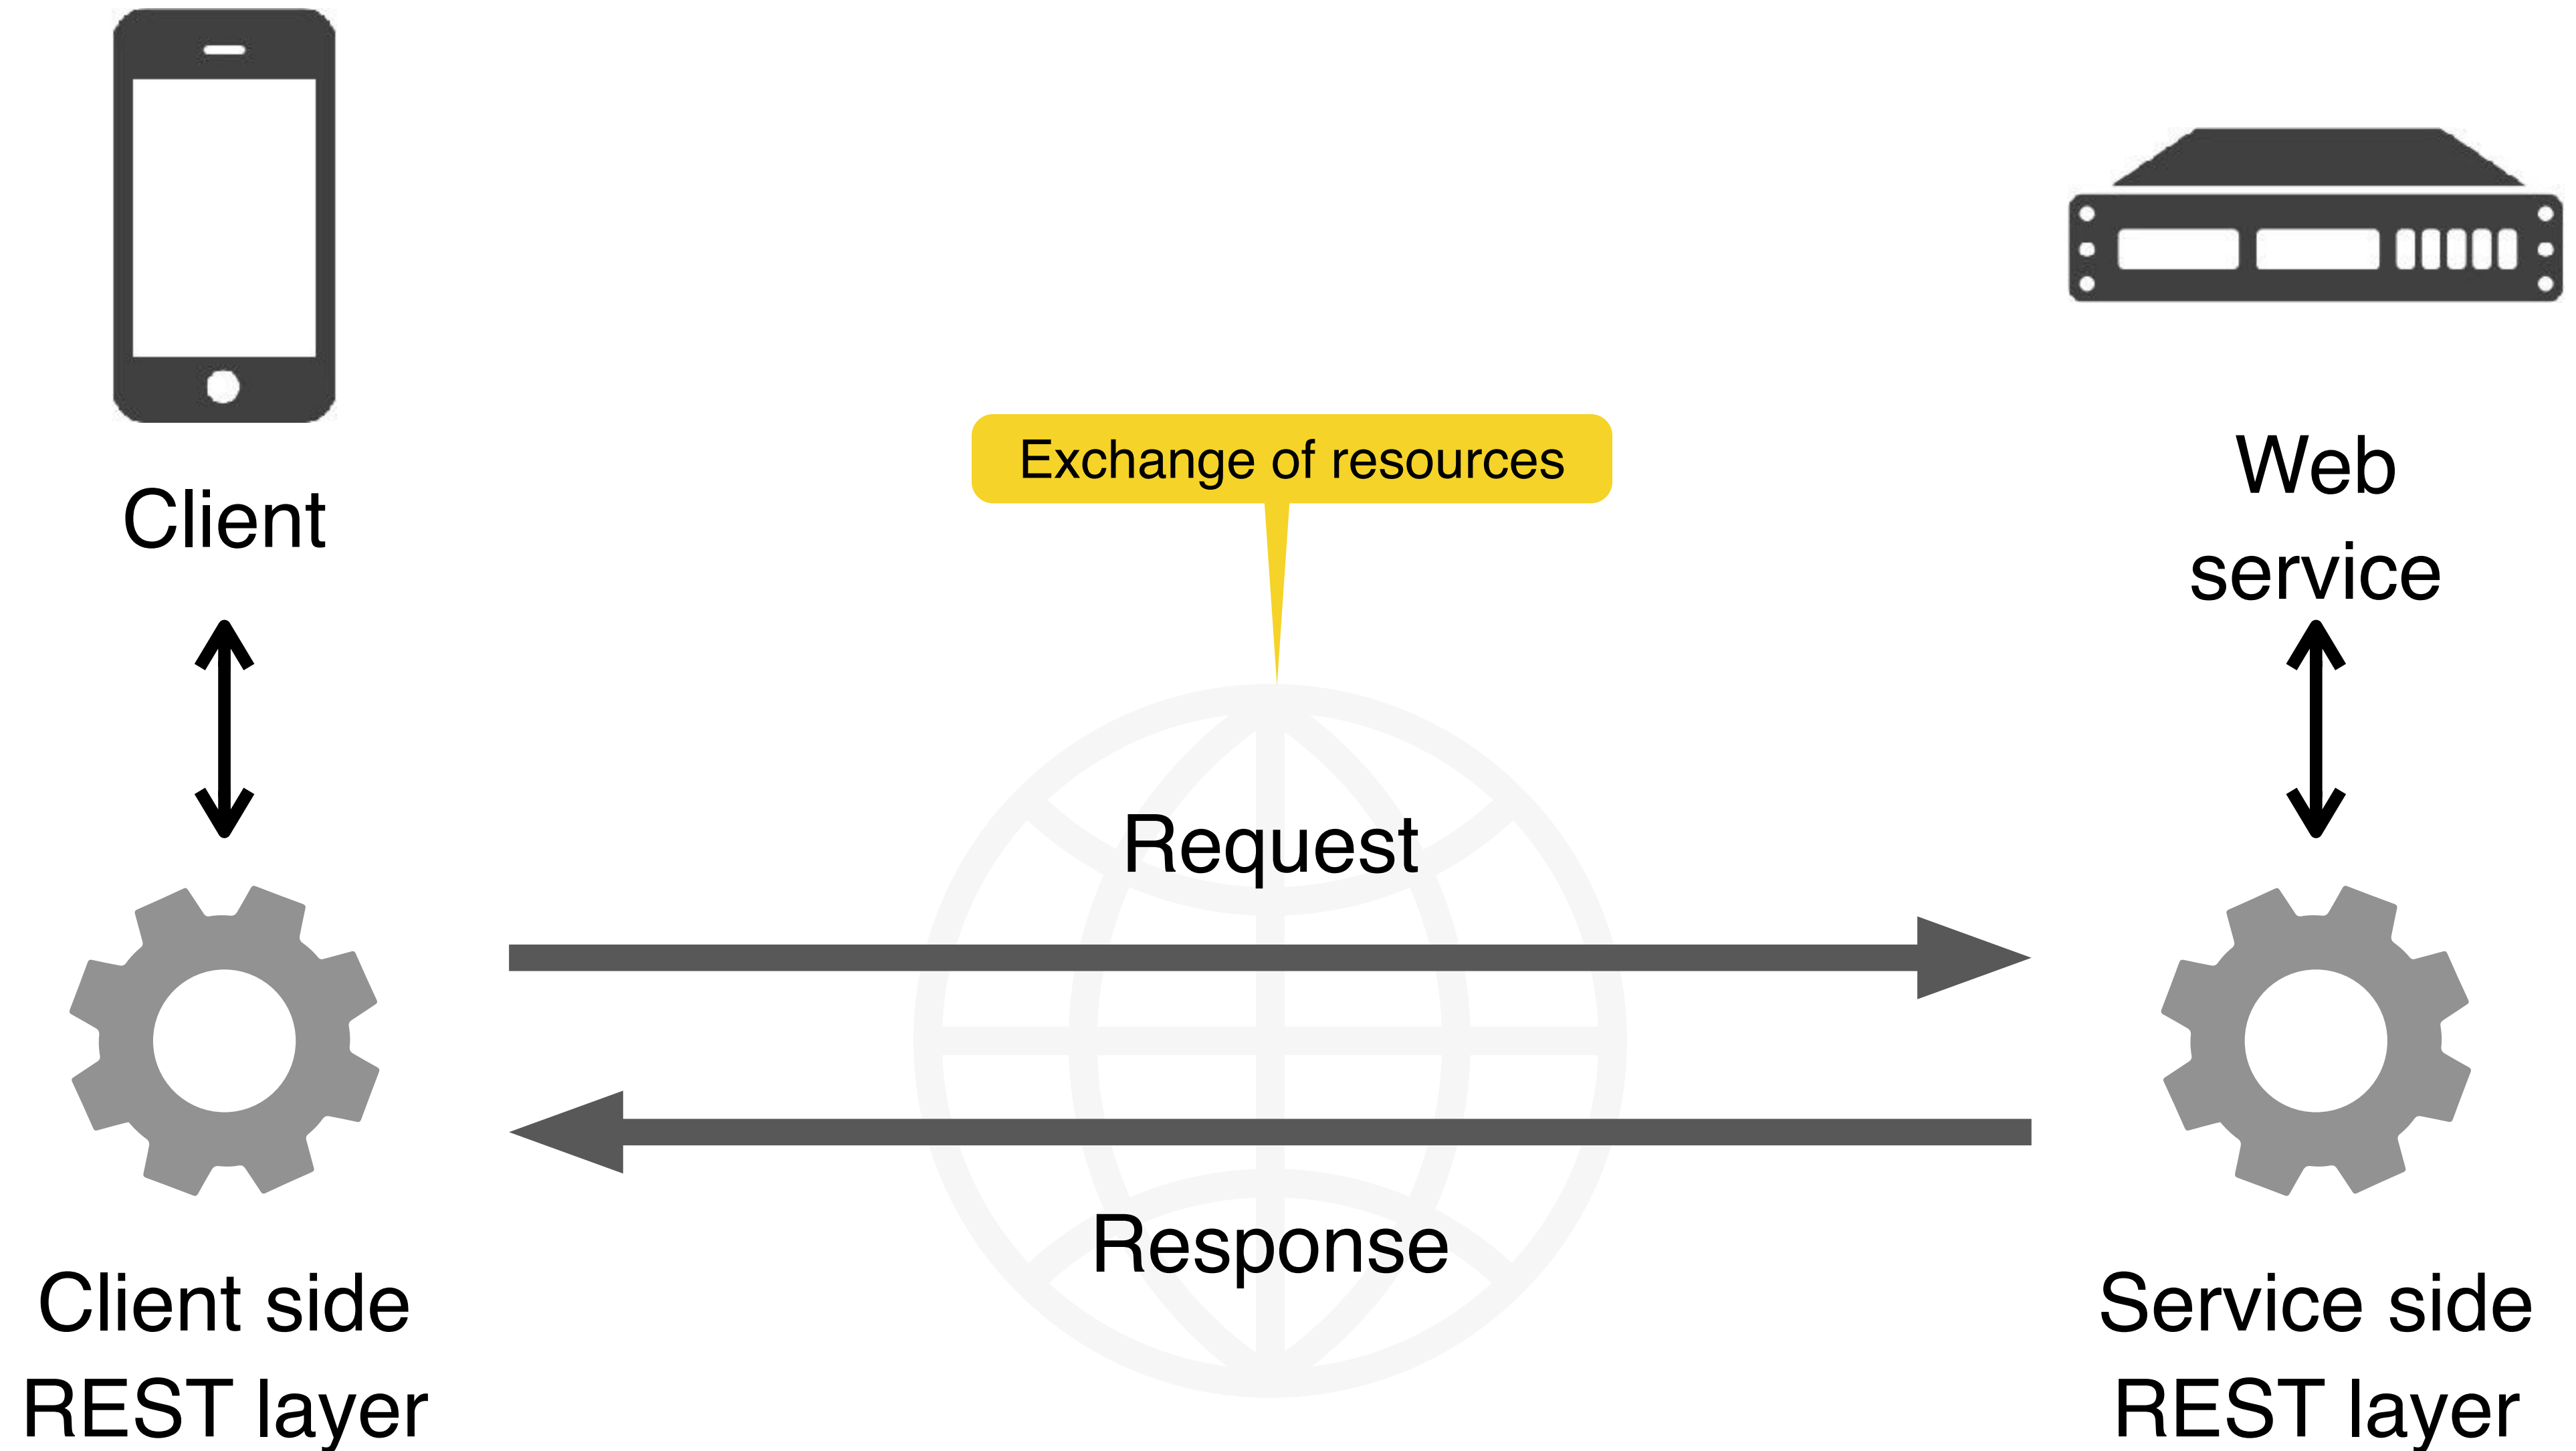 Exchange of resources
Client
Web
service
Request
Response
Client side
REST layer
Service side
REST layer